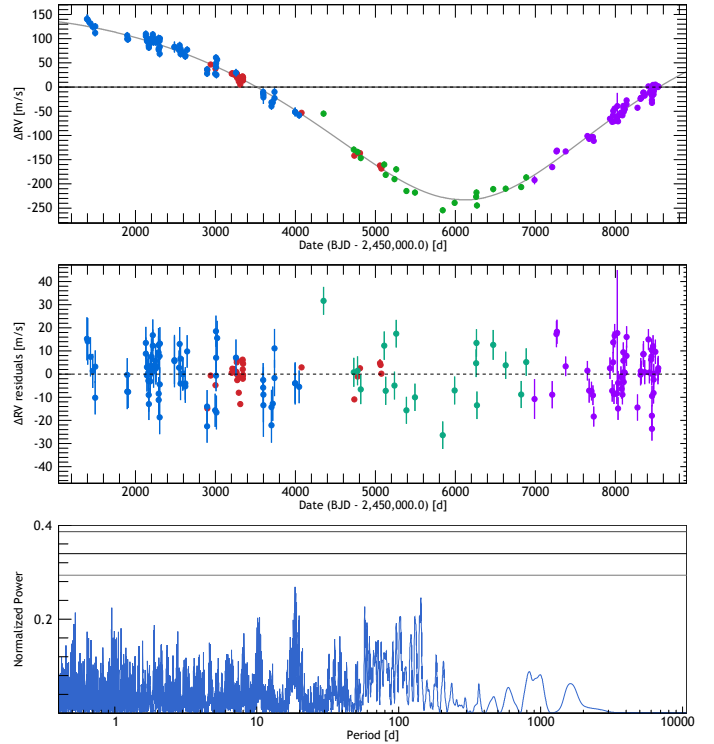 150
100
50
0
-50
-100
-150
-200
-250
ΔRV [m/s]
2000 3000 4000 5000 6000 7000 8000
Date (BJD - 2,450,000.0) [d]
40
30
20
10
0
-10
-20
-30
-40
ΔRV residuals [m/s]
2000 3000 4000 5000 6000 7000 8000
Date (BJD - 2,450,000.0) [d]
0.4
0.2
Normalized Power
1 10 100 1000 10000
Period [d]